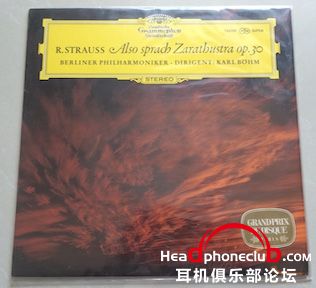 Deutsche
Grammophon
Gesellschaft
R. STRAUSS Also sprach Zarathustra op. 30
BERLINER PHILHARMONIKER · DIRIGENT: KARL BÖHM
STEREO
GRAND PRIX
DU DISQUE
Headphoneclub.com
耳机俱乐部论坛